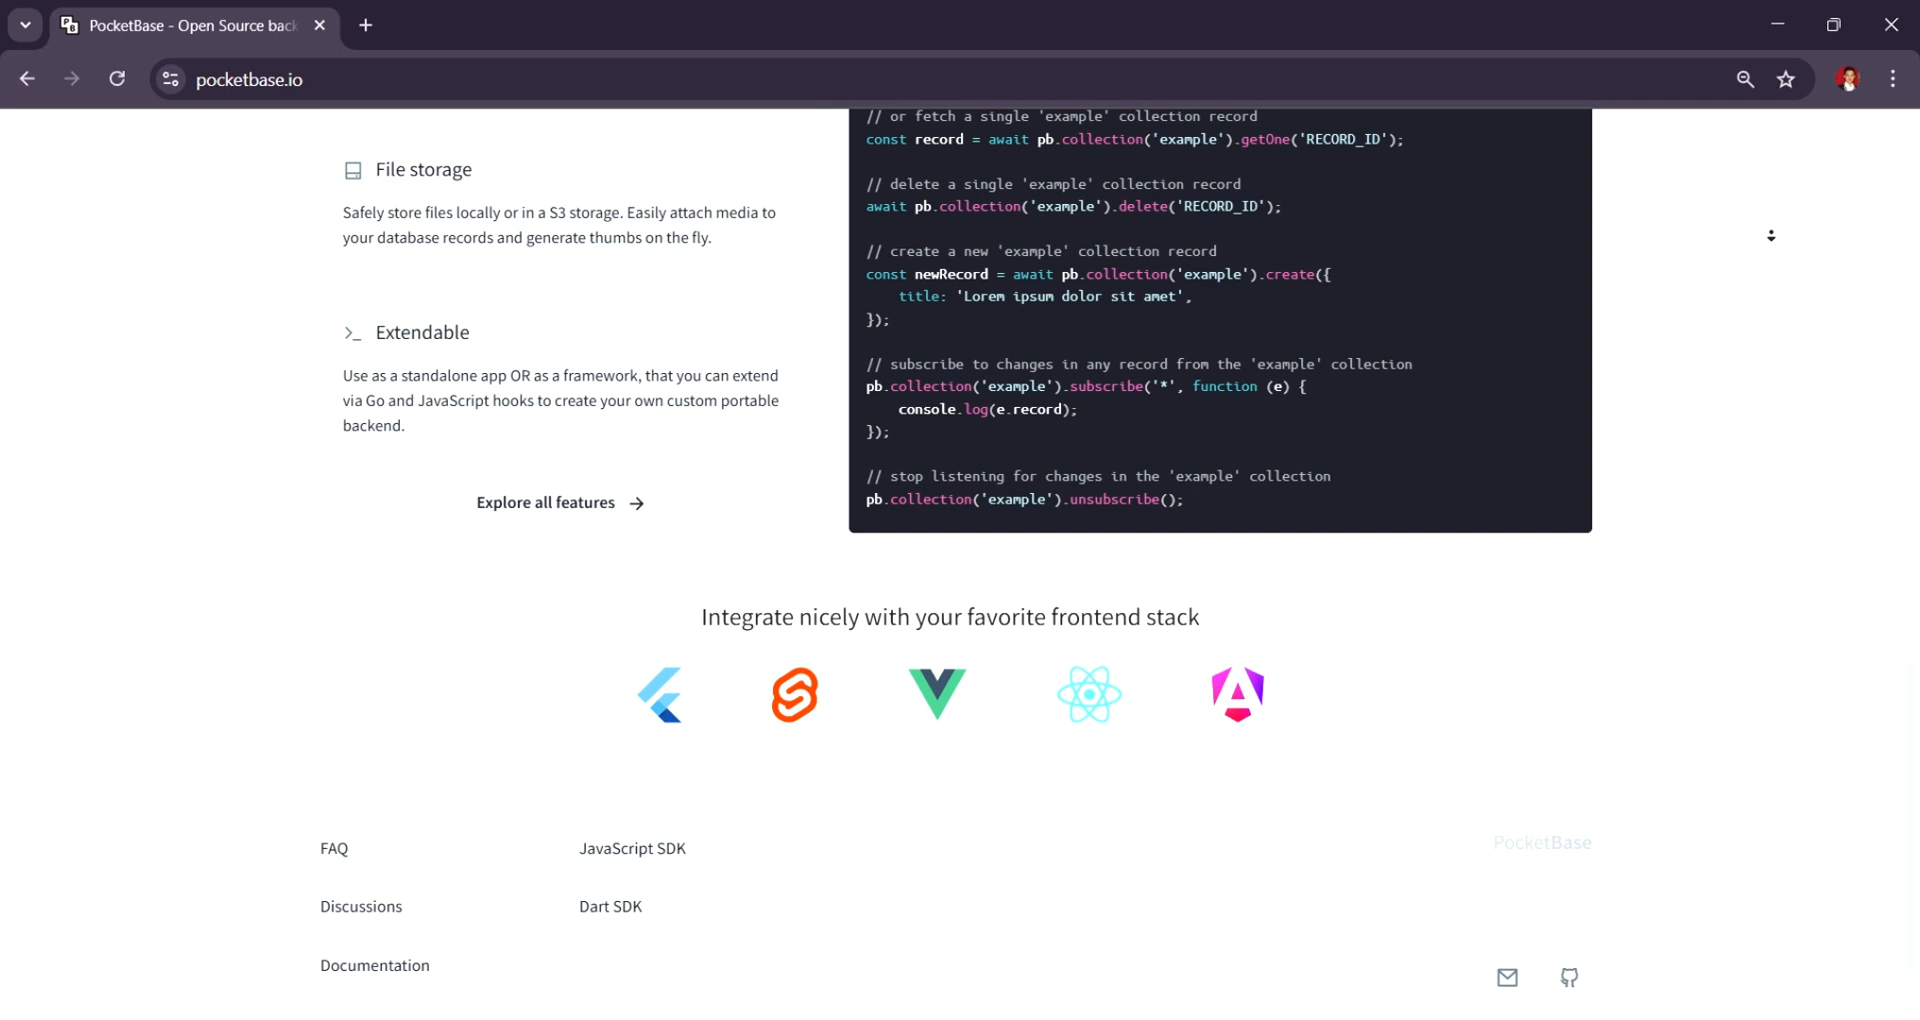 PocketBase - Open Source back
pocketbase.io
File storage
Safely store files locally or in a S3 storage. Easily attach media to
your database records and generate thumbs on the fly.
Extendable
Use as a standalone app OR as a framework, that you can extend
via Go and JavaScript hooks to create your own custom portable
backend.
Explore all features
// or fetch a single 'example' collection record
const record = await pb.collection('example').getOne('RECORD_ID');
// delete a single 'example' collection record
await pb.collection('example').delete('RECORD_ID');
// create a new 'example' collection record
const newRecord = await pb.collection('example').create({
    title: 'Lorem ipsum dolor sit amet',
});
// subscribe to changes in any record from the 'example' collection
pb.collection('example').subscribe('*', function (e) {
    console.log(e.record);
});
// stop listening for changes in the 'example' collection
pb.collection('example').unsubscribe();
Integrate nicely with your favorite frontend stack
FAQ
Discussions
Documentation
JavaScript SDK
Dart SDK
PocketBase